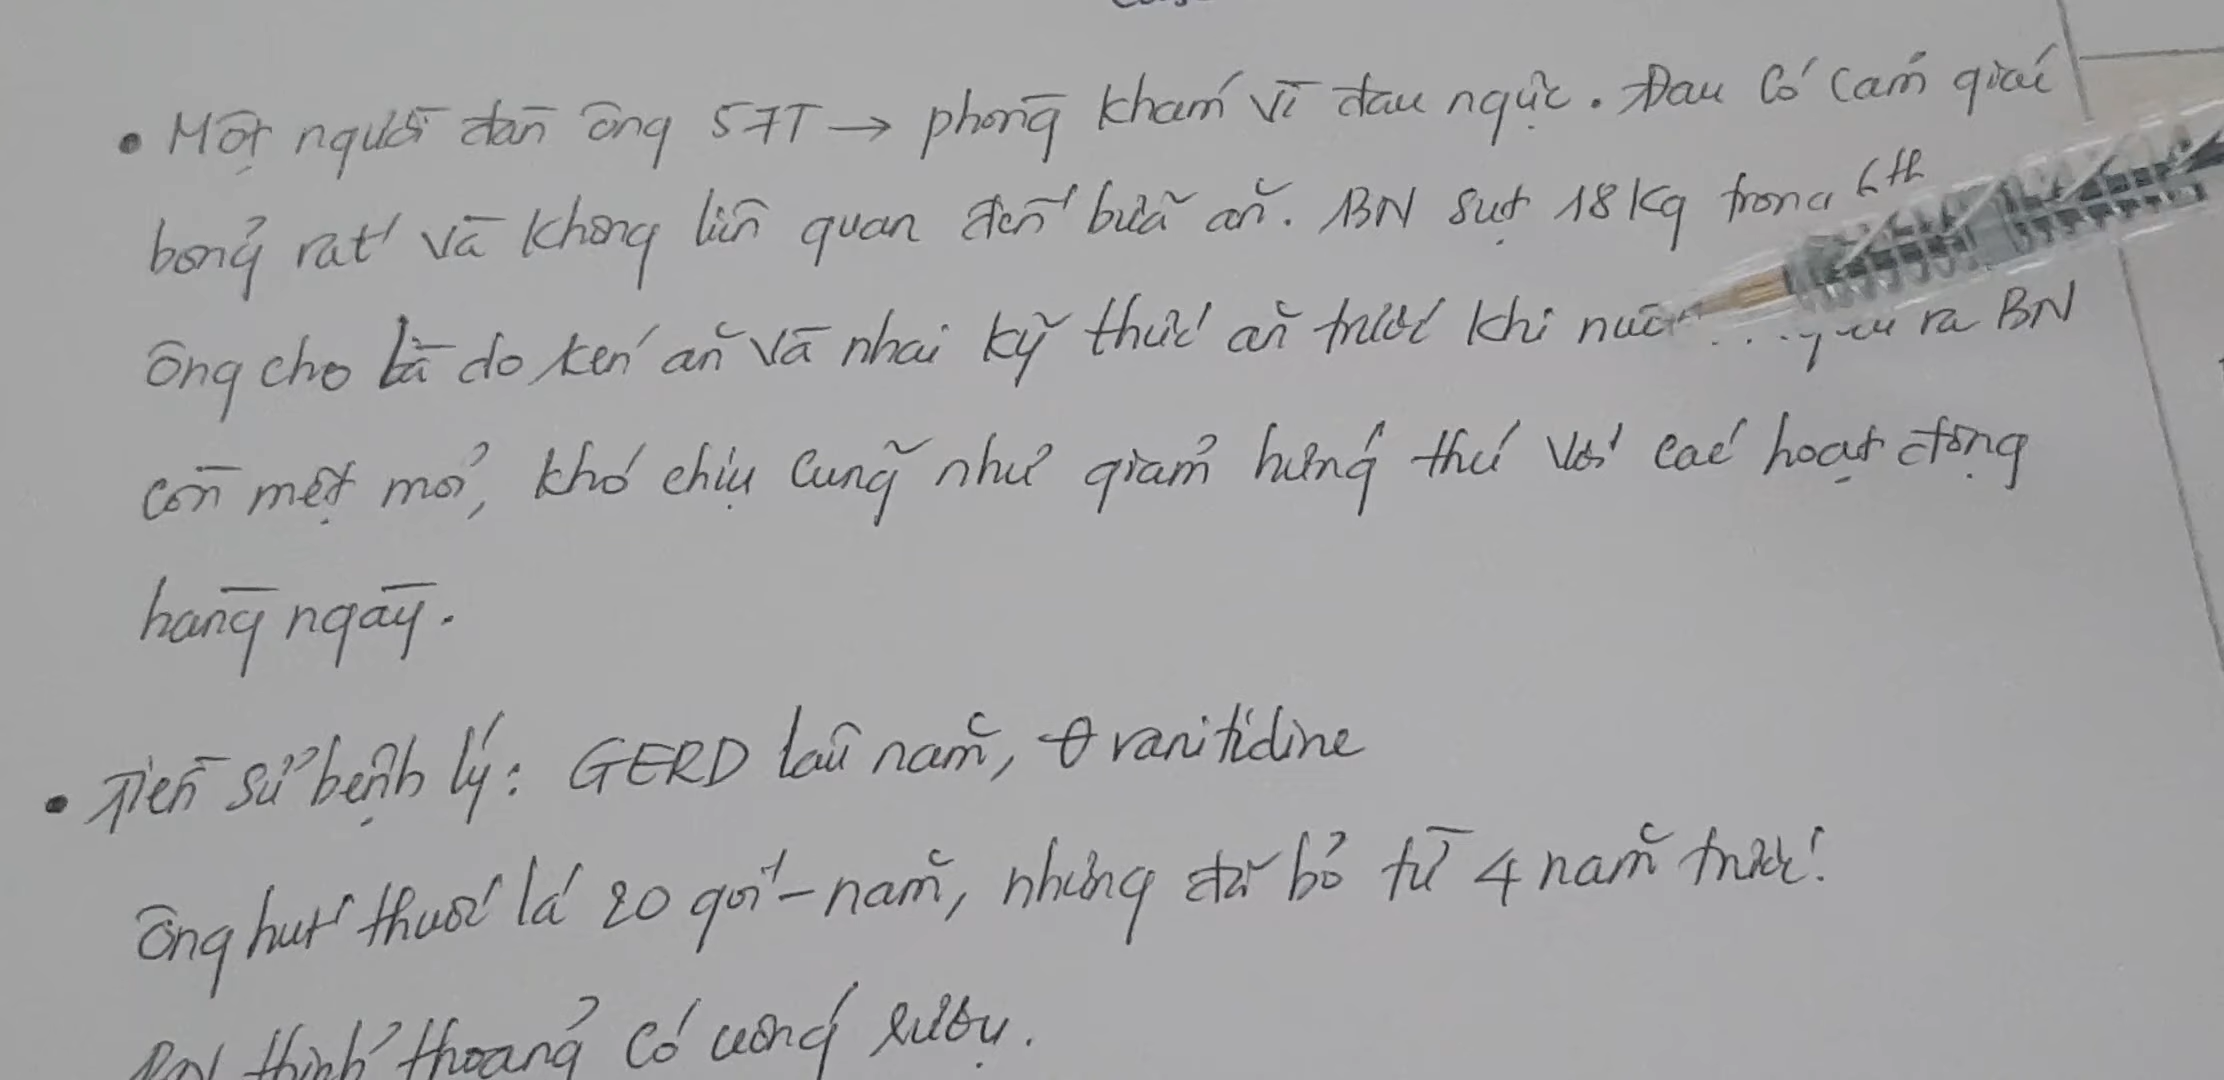 • Một người đàn ông 57T → phòng khám vì đau ngực. Đau có cảm giác
bỏng rát và không liên quan đến bữa ăn. BN sụt 18kg trong 6th
Ông cho là do kén ăn và nhai kỹ thức ăn trước khi ra BN
còn mệt mỏi, khó chịu cũng như giảm hứng thú với các hoạt động
hàng ngày.
• Tiền sử bệnh lý: GERD lâu năm, θ ranitidine
Ông hút thuốc lá 20 gói-năm, nhưng đã bỏ từ 4 năm trước.
BN thỉnh thoảng có uống rượu.